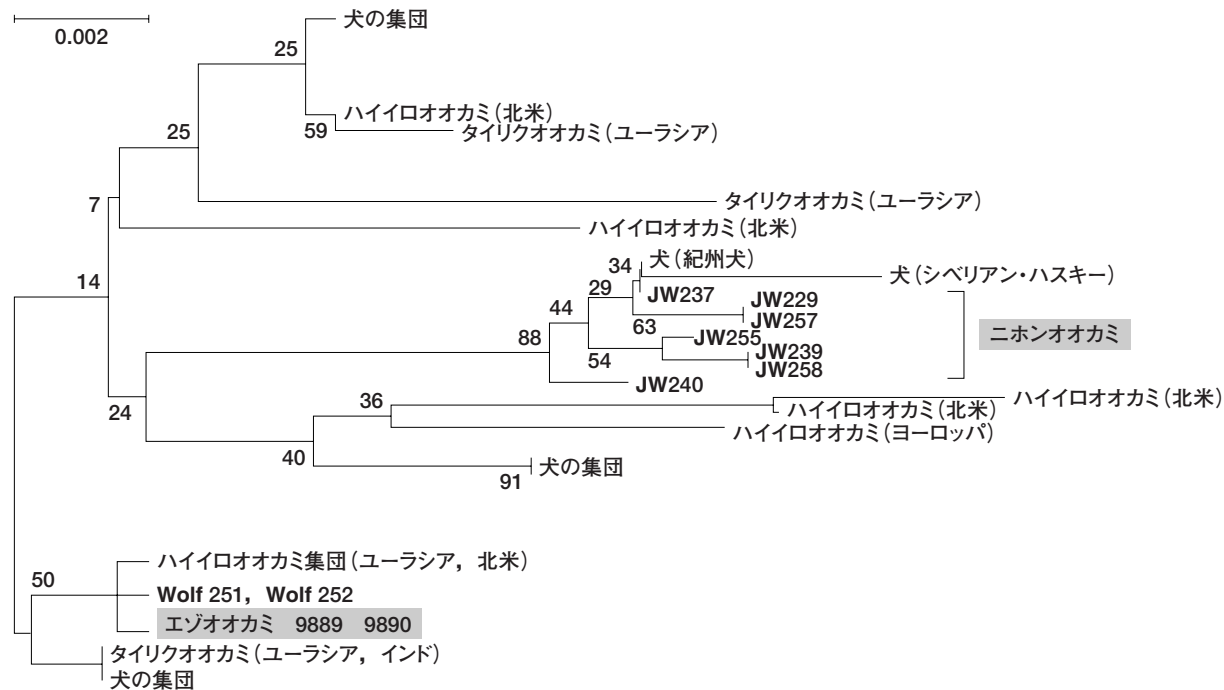 0.002
犬の集団
25
ハイイロオオカミ(北米)
59
タイリクオオカミ(ユーラシア)
25
タイリクオオカミ(ユーラシア)
7
ハイイロオオカミ(北米)
14
犬(紀州犬)
34
犬(シベリアン・ハスキー)
29
JW237
JW229
44
JW257
63
ニホンオオカミ
88
JW255
JW239
54
JW258
JW240
24
36
ハイイロオオカミ(北米)
ハイイロオオカミ(北米)
ハイイロオオカミ(ヨーロッパ)
40
犬の集団
91
ハイイロオオカミ集団(ユーラシア,北米)
50
Wolf 251, Wolf 252
エゾオオカミ 9889 9890
タイリクオオカミ(ユーラシア,インド)
犬の集団